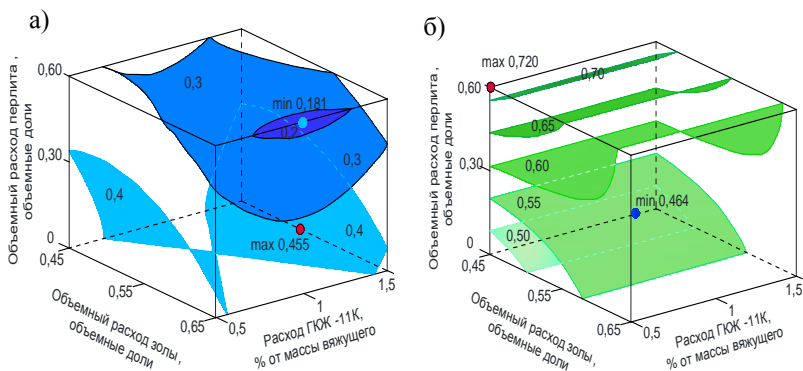 а)
Объемный расход перлита ,
объемные доли
0,60
0,30
0
0,45
0,55
0,65
Объемный расход золы ,
объемные доли
0,5
1
1,5
Расход ГКЖ -11К,
% от массы вяжущего
0,3
min 0,181
0,2
0,3
0,4
0,4
max 0,455
б)
Объемный расход перлита ,
объемные доли
max 0,720
0,60
0,30
0
0,45
0,55
0,65
Объемный расход золы ,
объемные доли
0,5
1
1,5
Расход ГКЖ -11К,
% от массы вяжущего
0,70
0,65
0,60
0,55
0,50
min 0,464